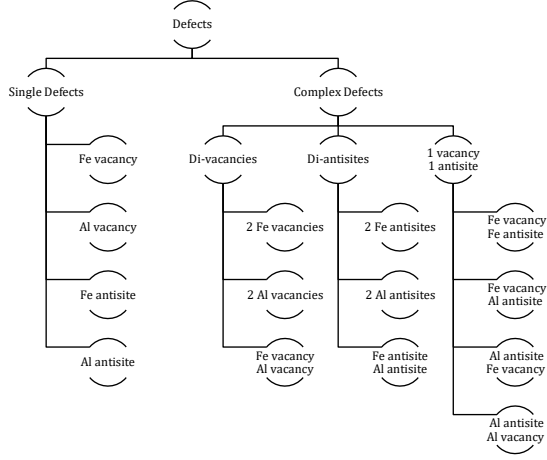 Defects
Single Defects
Fe vacancy
Al vacancy
Fe antisite
Al antisite
Complex Defects
Di-vacancies
2 Fe vacancies
2 Al vacancies
Fe vacancy
Al vacancy
Di-antisites
2 Fe antisites
2 Al antisites
Fe antisite
Al antisite
1 vacancy
1 antisite
Fe vacancy
Fe antisite
Fe vacancy
Al antisite
Al antisite
Fe vacancy
Al antisite
Al vacancy